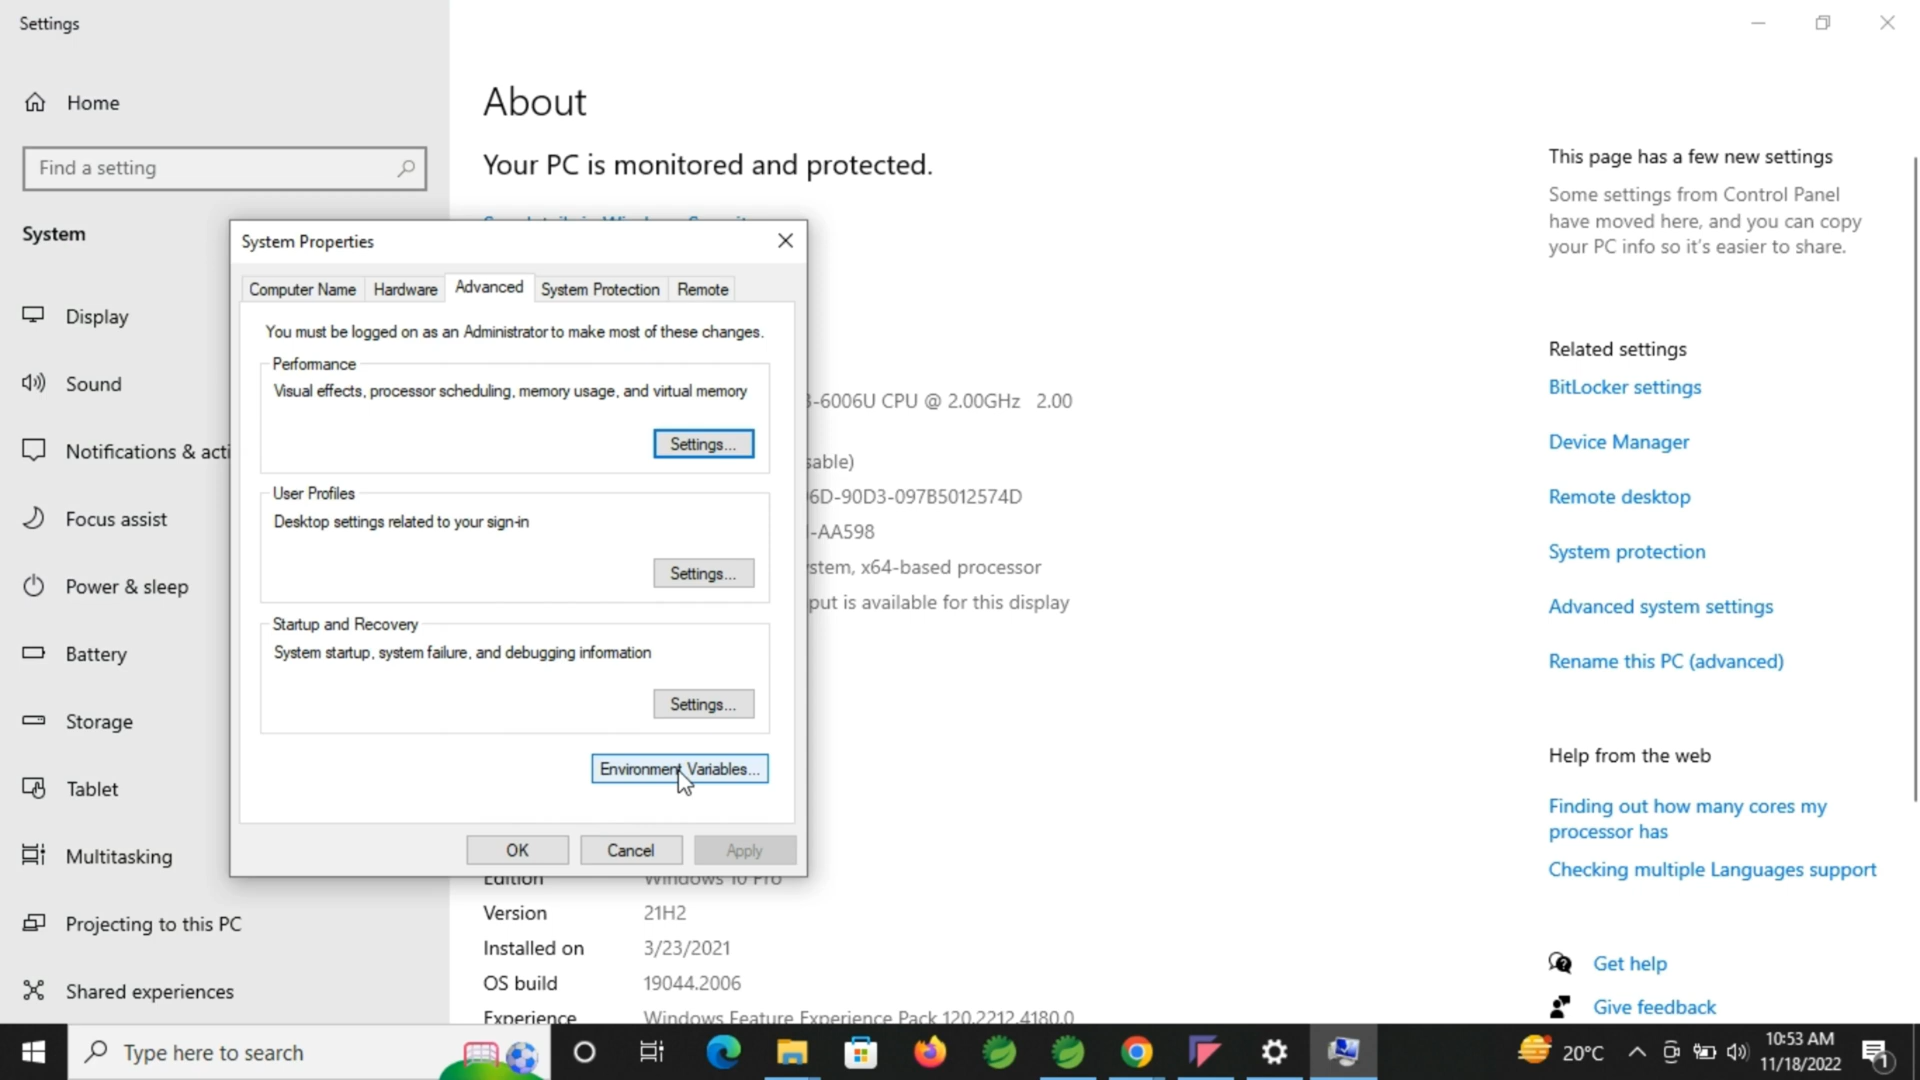 Settings
Home
Find a setting
System
Display
Sound
Notifications & acti
Focus assist
Power & sleep
Battery
Storage
Tablet
Multitasking
Projecting to this PC
Shared experiences
About
Your PC is monitored and protected.
System Properties
Computer Name
Hardware
Advanced
System Protection
Remote
You must be logged on as an Administrator to make most of these changes.
Performance
Visual effects, processor scheduling, memory usage, and virtual memory
Settings...
User Profiles
Desktop settings related to your sign-in
Settings...
Startup and Recovery
System startup, system failure, and debugging information
Settings...
Environment Variables...
OK
Cancel
Apply
-6006U CPU @ 2.00GHz 2.00
sable)
6D-90D3-097B5012574D
-AA598
stem, x64-based processor
put is available for this display
Edition Windows 10 Pro
Version 21H2
Installed on 3/23/2021
OS build 19044.2006
Experience Windows Feature Experience Pack 120.2212.4180.0
This page has a few new settings
Some settings from Control Panel
have moved here, and you can copy
your PC info so it's easier to share.
Related settings
BitLocker settings
Device Manager
Remote desktop
System protection
Advanced system settings
Rename this PC (advanced)
Help from the web
Finding out how many cores my
processor has
Checking multiple Languages support
Get help
Give feedback
Type here to search
20°C
10:53 AM
11/18/2022
1